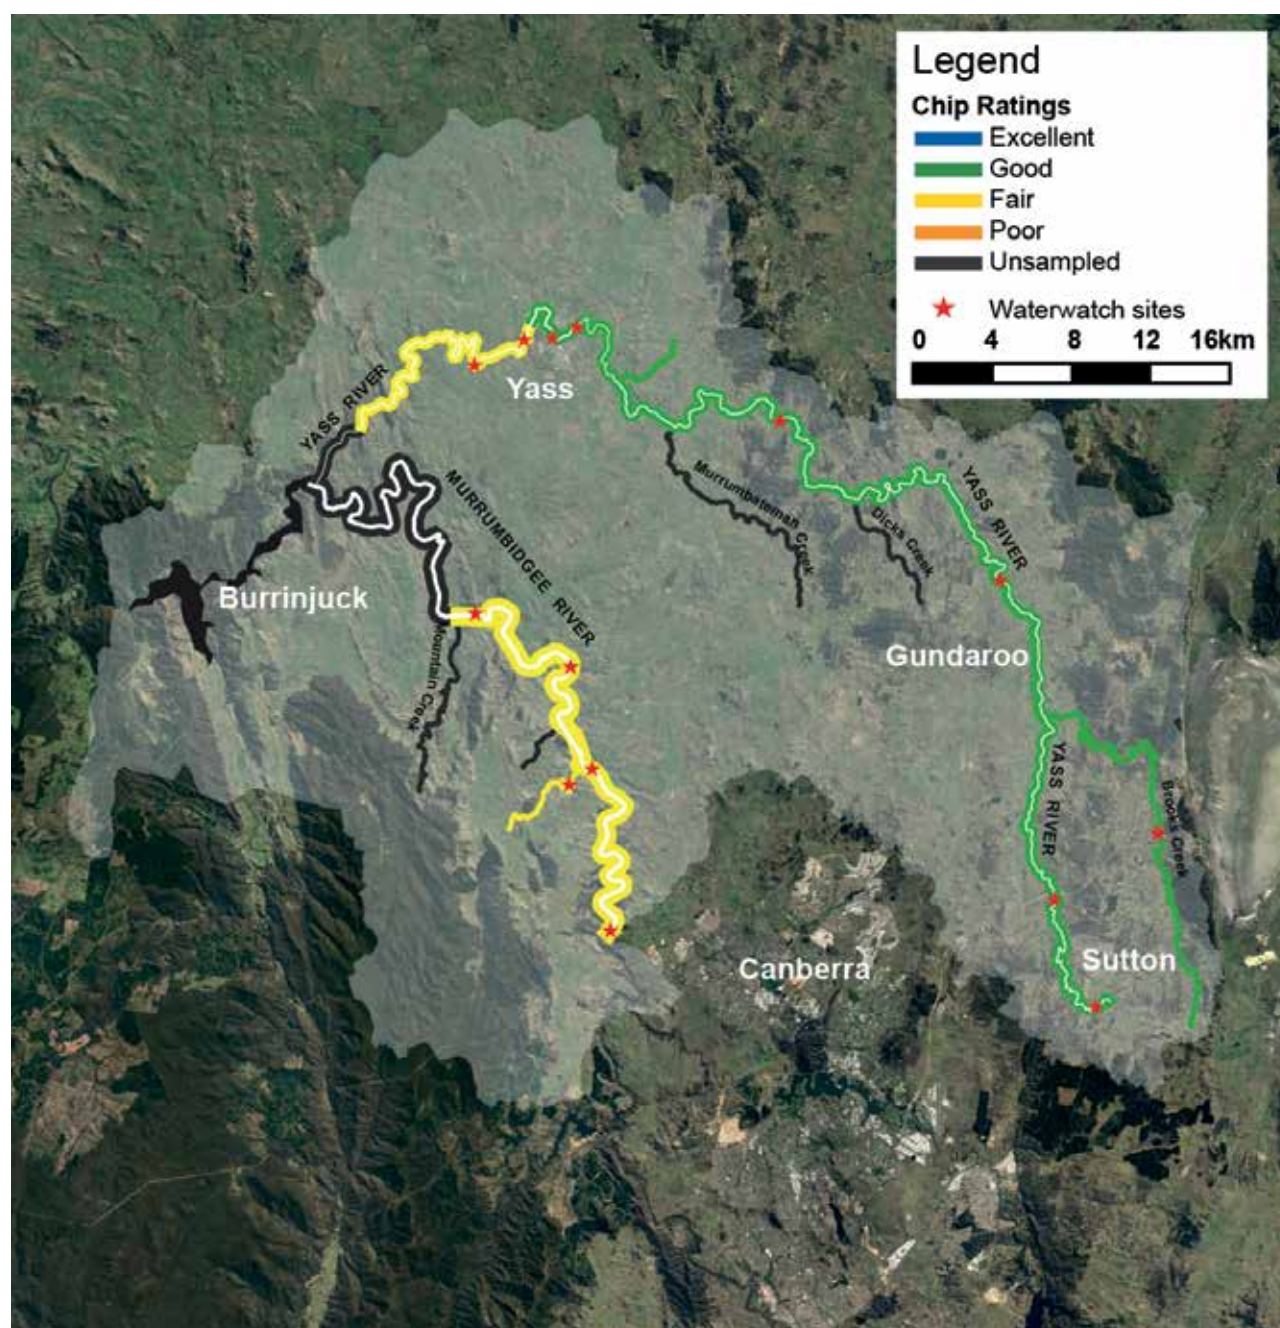 Legend
Chip Ratings
Excellent
Good
Fair
Poor
Unsampled
Waterwatch sites
0 4 8 12 16km
YASS RIVER
Yass
MURRUMBIDGEE RIVER
Murrumbateman Creek
Dicks Creek
YASS RIVER
Burrinjuck
Mountain Creek
Gundaroo
YASS RIVER
Brooks Creek
Canberra
Sutton